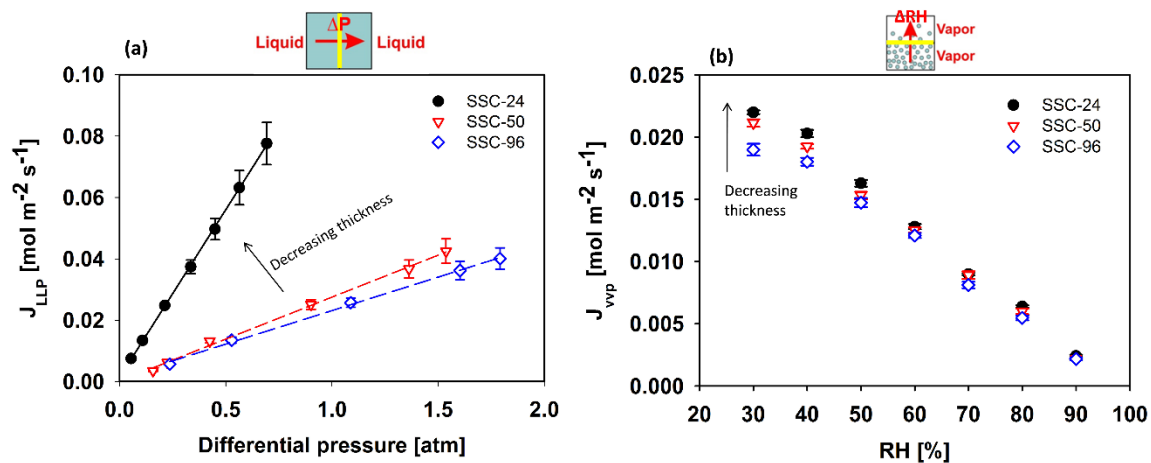 (a)
ΔP
Liquid
Liquid
J_LLP [mol m⁻² s⁻¹]
0.10
0.08
0.06
0.04
0.02
0.00
SSC-24
SSC-50
SSC-96
Decreasing thickness
0.0
0.5
1.0
1.5
2.0
Differential pressure [atm]
(b)
ΔRH
Vapor
Vapor
J_vvp [mol m⁻² s⁻¹]
0.025
0.020
0.015
0.010
0.005
0.000
SSC-24
SSC-50
SSC-96
Decreasing
thickness
20
30
40
50
60
70
80
90
100
RH [%]